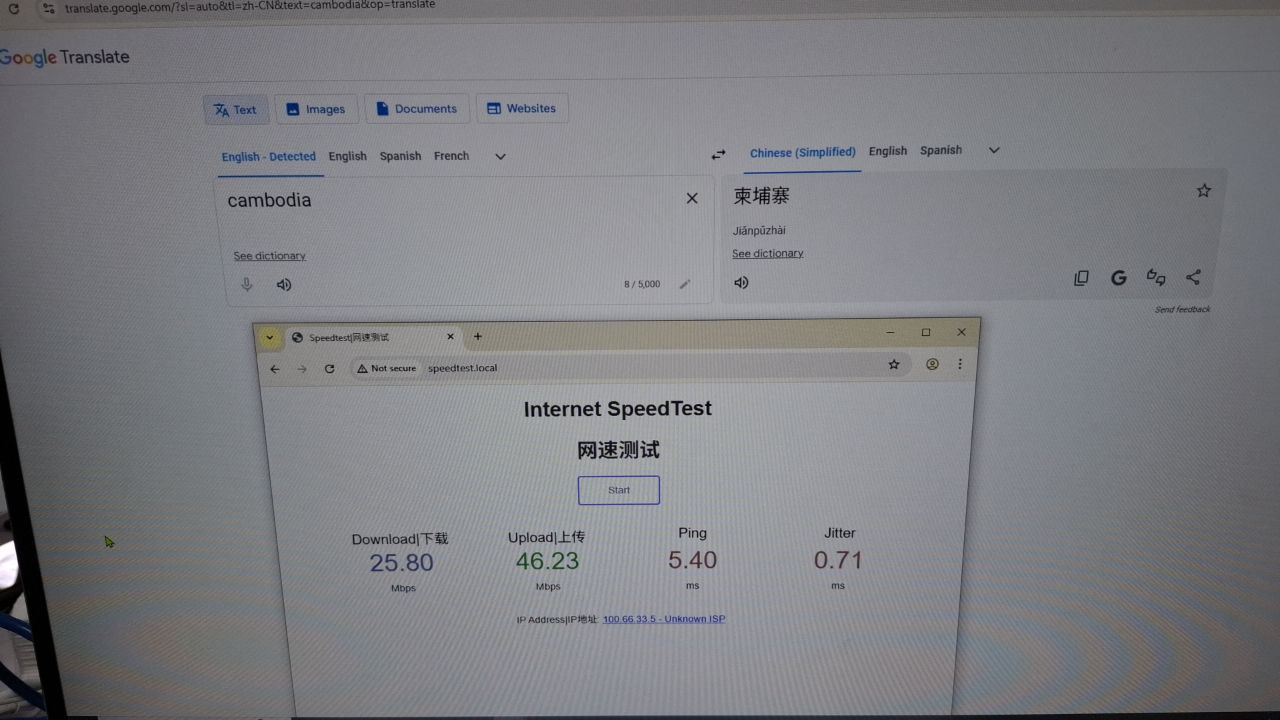 translate.google.com/?sl=auto&tl=zh-CN&text=cambodia&op=translate
Google Translate
Text Images Documents Websites
English - Detected English Spanish French
Chinese (Simplified) English Spanish
cambodia
See dictionary
8 / 5,000
柬埔寨
Jiǎnpǔzhài
See dictionary
Send feedback
Speedtest|网速测试
Not secure speedtest.local
Internet SpeedTest
网速测试
Start
Download|下载 Upload|上传 Ping Jitter
25.80 46.23 5.40 0.71
Mbps Mbps ms ms
IP Address|IP地址: 100.66.33.5 - Unknown ISP